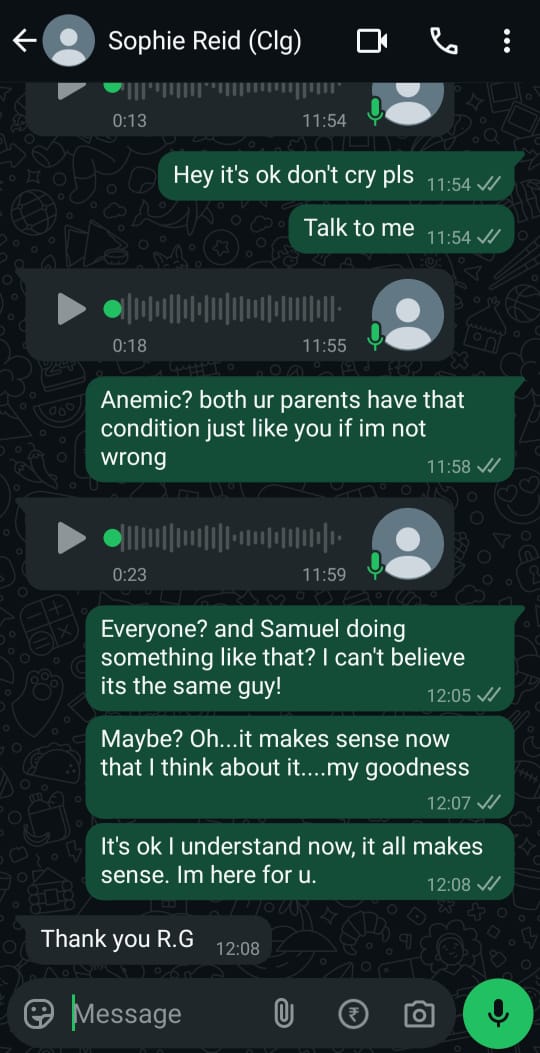 Sophie Reid (Clg)
0:13 11:54
Hey it's ok don't cry pls 11:54
Talk to me 11:54
0:18 11:55
Anemic? both ur parents have that
condition just like you if im not
wrong 11:58
0:23 11:59
Everyone? and Samuel doing
something like that? I can't believe
its the same guy! 12:05
Maybe? Oh...it makes sense now
that I think about it....my goodness
12:07
It's ok I understand now, it all makes
sense. Im here for u. 12:08
Thank you R.G 12:08
Message ₹